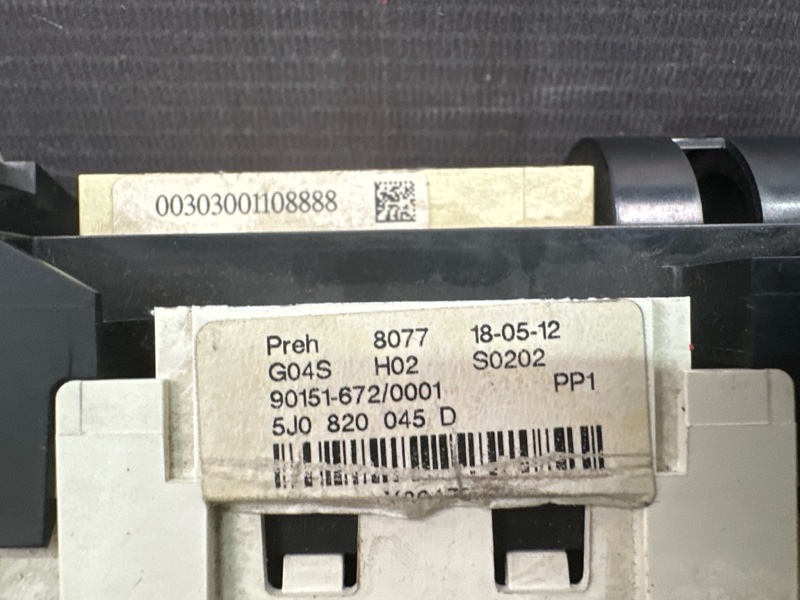 00303001108888
Preh 8077 18-05-12
G04S H02 S0202
90151-672/0001 PP1
5J0 820 045 D